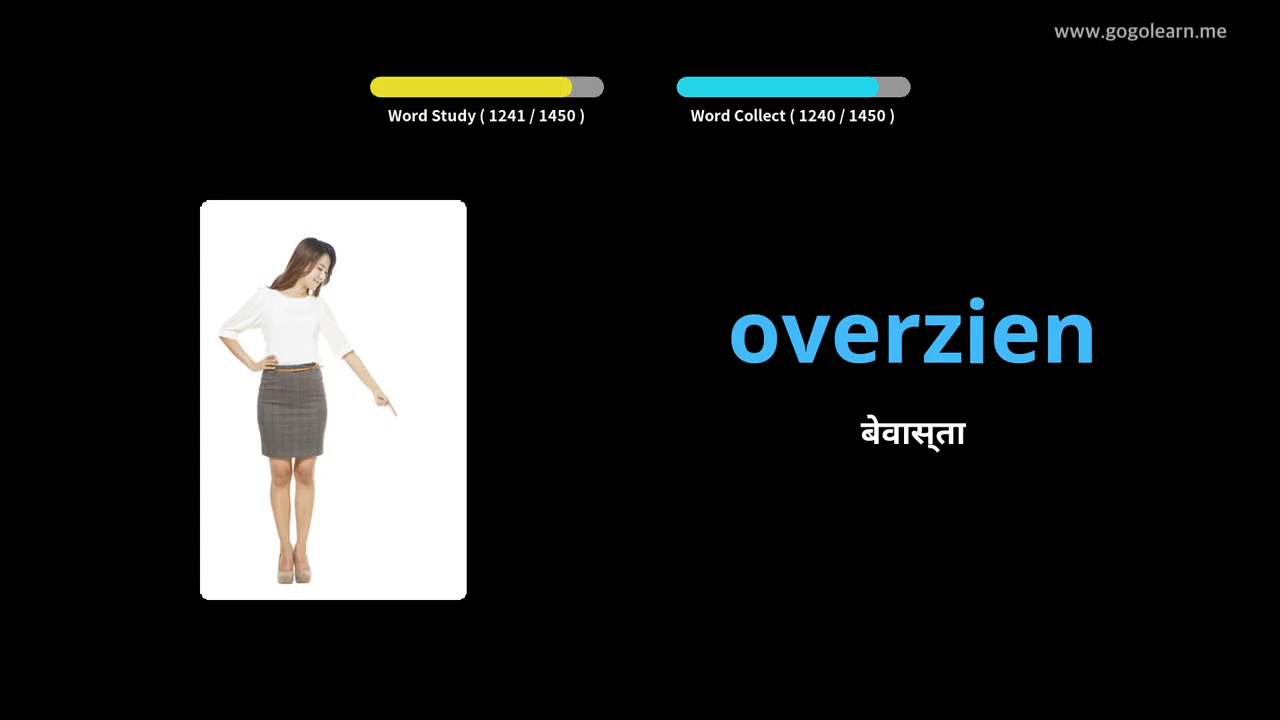 www.gogolearn.me
Word Study ( 1241 / 1450 )
Word Collect ( 1240 / 1450 )
overzien
बेवास्‌ता